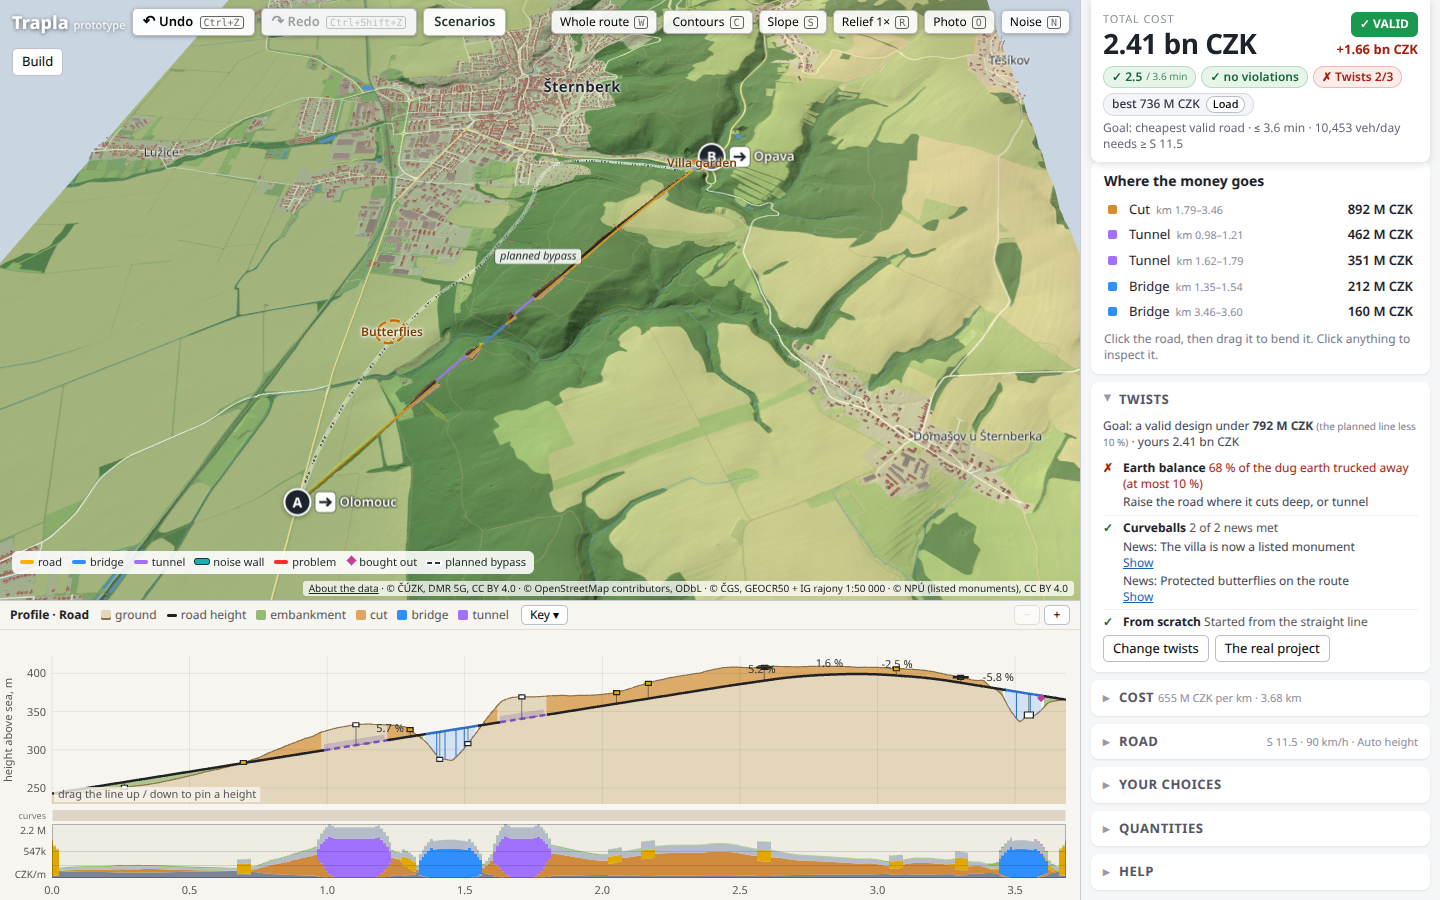 Trapla prototype
↶ Undo Ctrl+Z
↷ Redo Ctrl+Shift+Z
Scenarios
Whole route W
Contours C
Slope S
Relief 1× R
Photo O
Noise N
Build
Šternberk
Těšíkov
Lužice
B → Opava
Villa garden
planned bypass
Butterflies
Domašov u Šternberka
A → Olomouc
road
bridge
tunnel
noise wall
problem
bought out
planned bypass
About the data · © ČÚZK, DMR 5G, CC BY 4.0 · © OpenStreetMap contributors, ODbL · © ČGS, GEOCR50 + IG rajony 1:50 000 · © NPÚ (listed monuments), CC BY 4.0
Profile · Road
ground
road height
embankment
cut
bridge
tunnel
Key ▾
−
+
height above sea, m
400
350
300
250
5.7 %
5.2 %
1.6 %
-2.5 %
-5.8 %
drag the line up / down to pin a height
curves
2.2 M
547k
CZK/m
0.0
0.5
1.0
1.5
2.0
2.5
3.0
3.5
TOTAL COST
✓ VALID
2.41 bn CZK
+1.66 bn CZK
✓ 2.5 / 3.6 min
✓ no violations
✗ Twists 2/3
best 736 M CZK Load
Goal: cheapest valid road · ≤ 3.6 min · 10,453 veh/day
needs ≥ S 11.5
Where the money goes
Cut km 1.79–3.46 892 M CZK
Tunnel km 0.98–1.21 462 M CZK
Tunnel km 1.62–1.79 351 M CZK
Bridge km 1.35–1.54 212 M CZK
Bridge km 3.46–3.60 160 M CZK
Click the road, then drag it to bend it. Click anything to
inspect it.
▼ TWISTS
Goal: a valid design under 792 M CZK (the planned line less
10 %) · yours 2.41 bn CZK
✗ Earth balance 68 % of the dug earth trucked away
(at most 10 %)
Raise the road where it cuts deep, or tunnel
✓ Curveballs 2 of 2 news met
News: The villa is now a listed monument
Show
News: Protected butterflies on the route
Show
✓ From scratch Started from the straight line
Change twists
The real project
▶ COST 655 M CZK per km · 3.68 km
▶ ROAD S 11.5 · 90 km/h · Auto height
▶ YOUR CHOICES
▶ QUANTITIES
▶ HELP